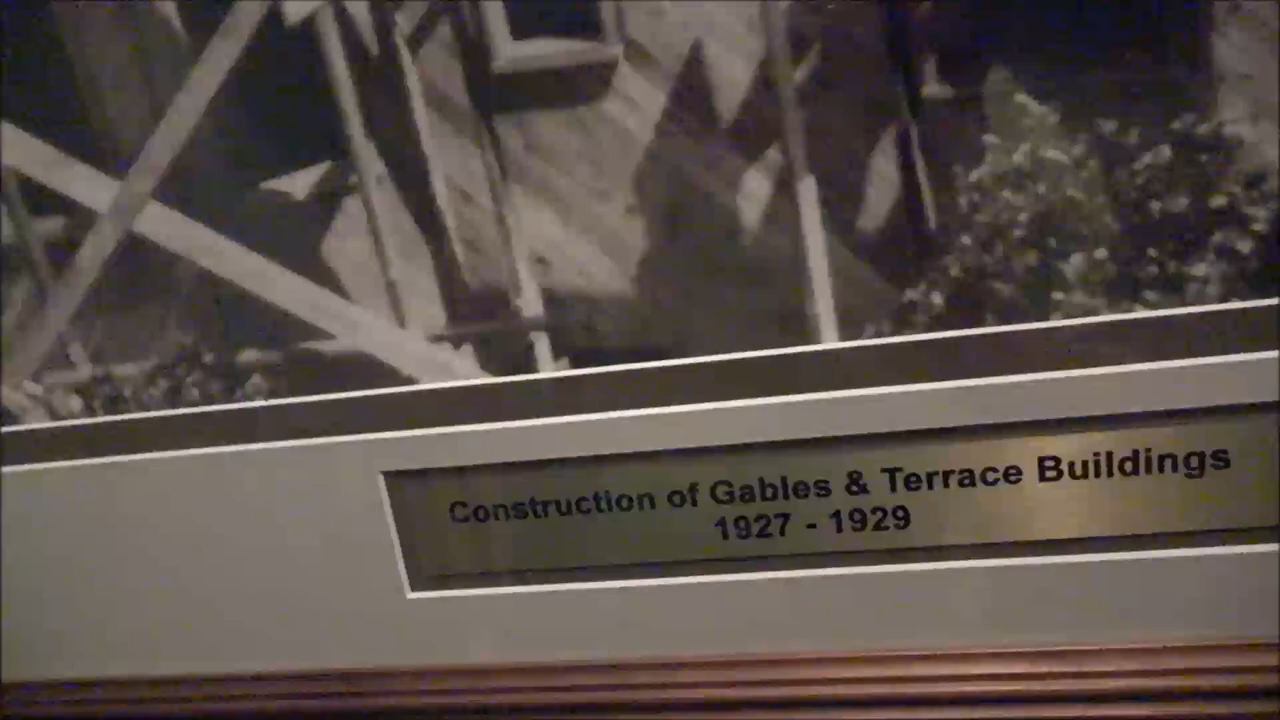 Construction of Gables & Terrace Buildings
1927 - 1929